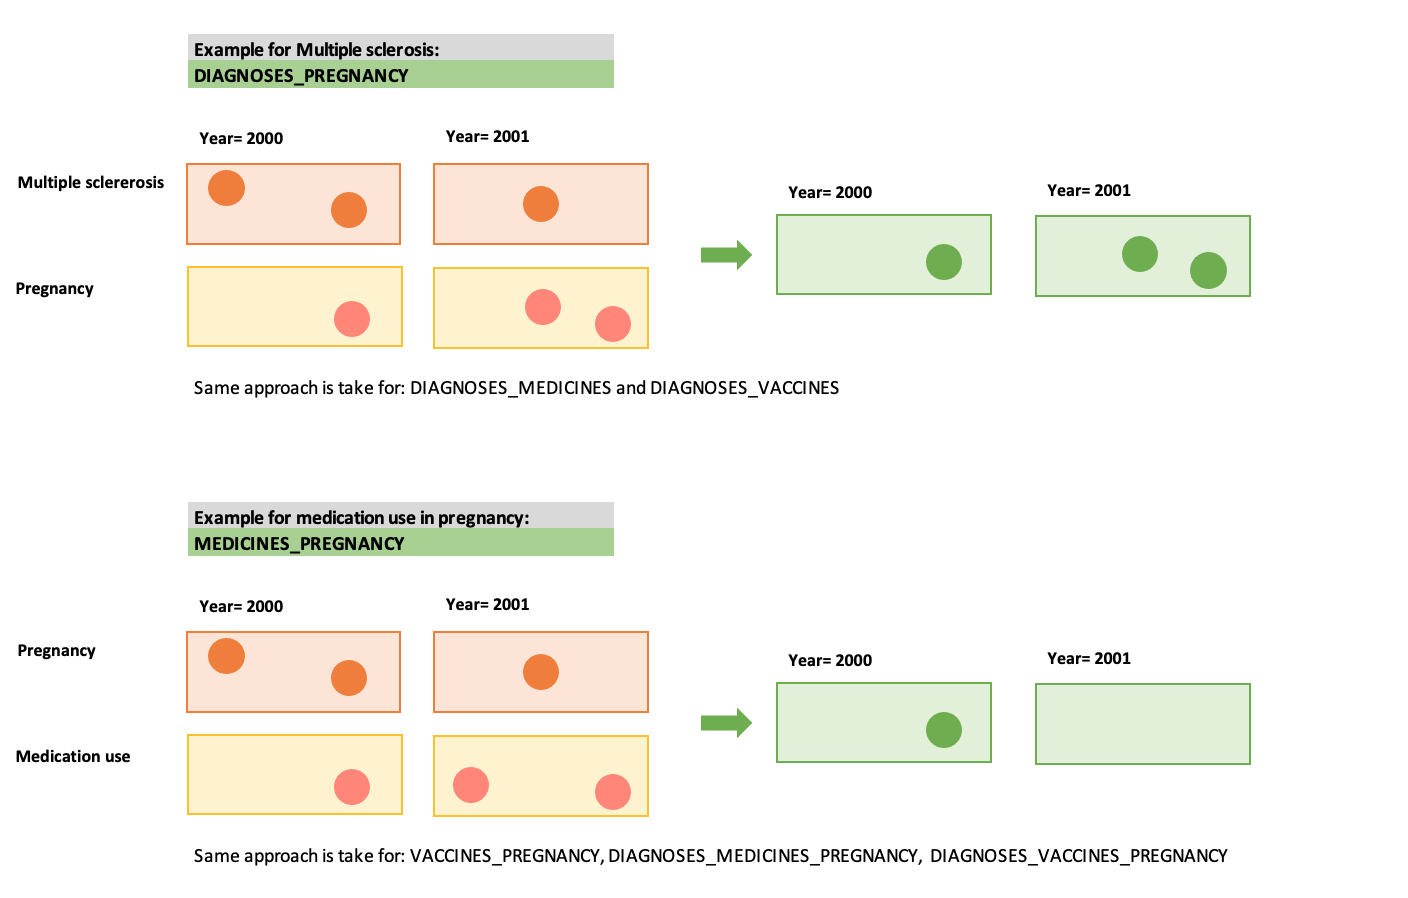 Example for Multiple sclerosis:
DIAGNOSES_PREGNANCY
Year= 2000
Year= 2001
Multiple sclererosis
Year= 2000
Year= 2001
Pregnancy
Same approach is take for: DIAGNOSES_MEDICINES and DIAGNOSES_VACCINES
Example for medication use in pregnancy:
MEDICINES_PREGNANCY
Year= 2000
Year= 2001
Pregnancy
Year= 2000
Year= 2001
Medication use
Same approach is take for: VACCINES_PREGNANCY, DIAGNOSES_MEDICINES_PREGNANCY, DIAGNOSES_VACCINES_PREGNANCY